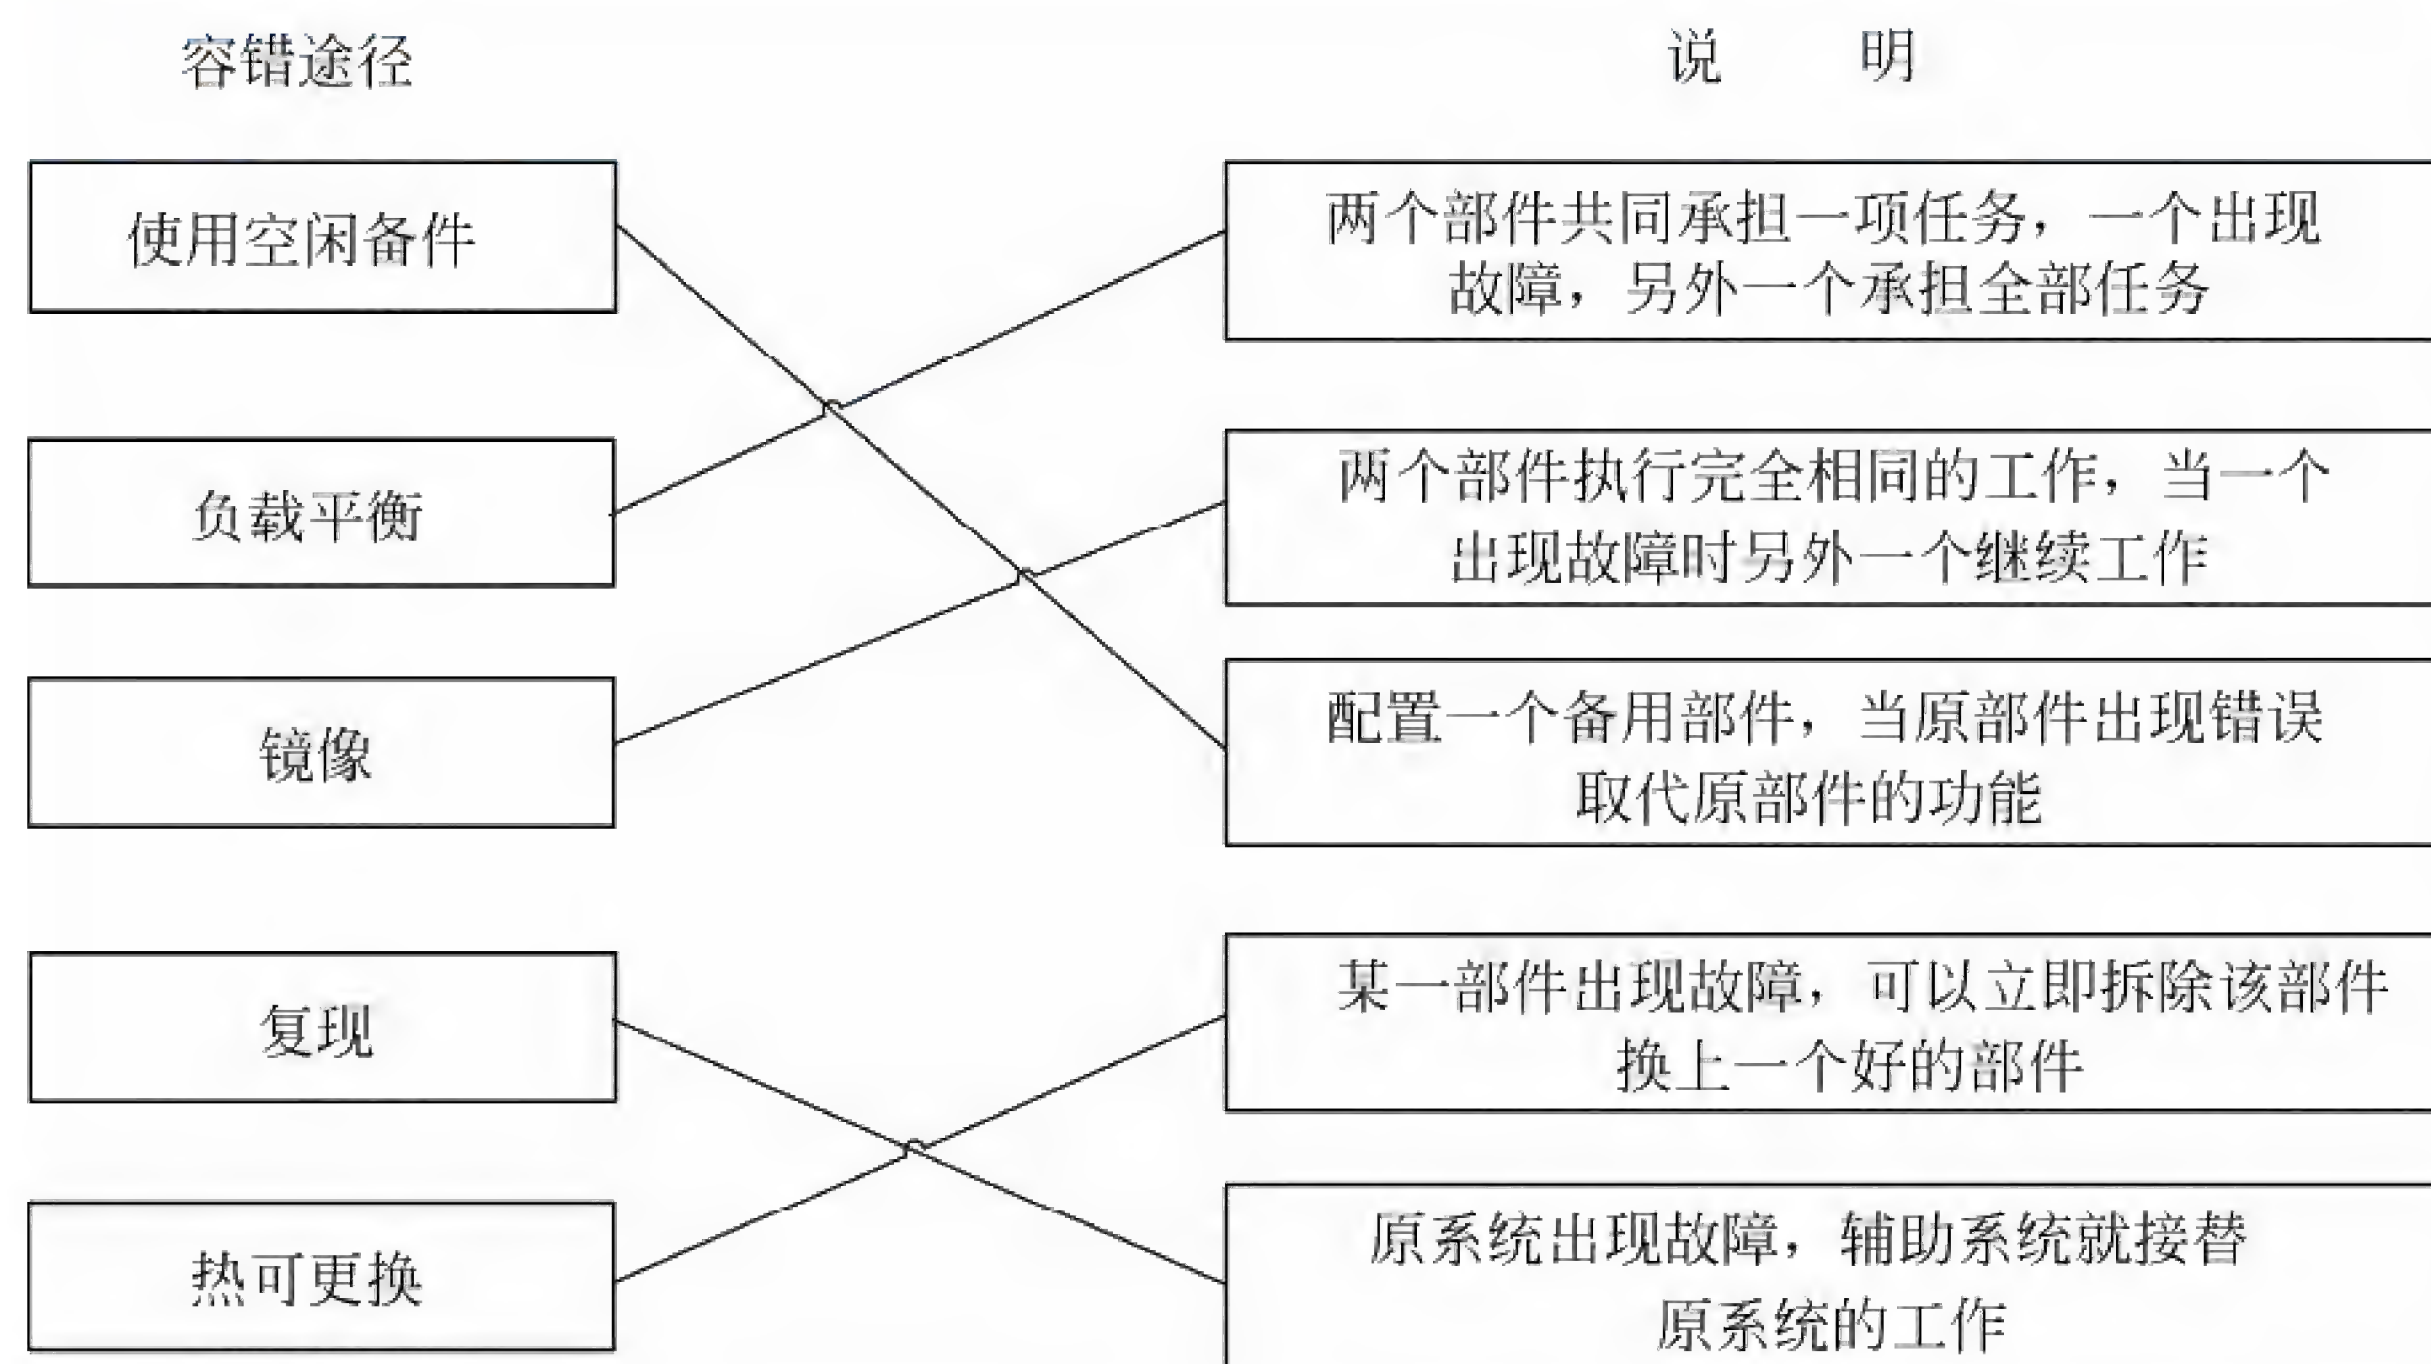 容错途径
说 明
使用空闲备件
两个部件共同承担一项任务，一个出现
故障，另外一个承担全部任务
负载平衡
两个部件执行完全相同的工作，当一个
出现故障时另外一个继续工作
镜像
配置一个备用部件，当原部件出现错误
取代原部件的功能
复现
某一部件出现故障，可以立即拆除该部件
换上一个好的部件
热可更换
原系统出现故障，辅助系统就接替
原系统的工作